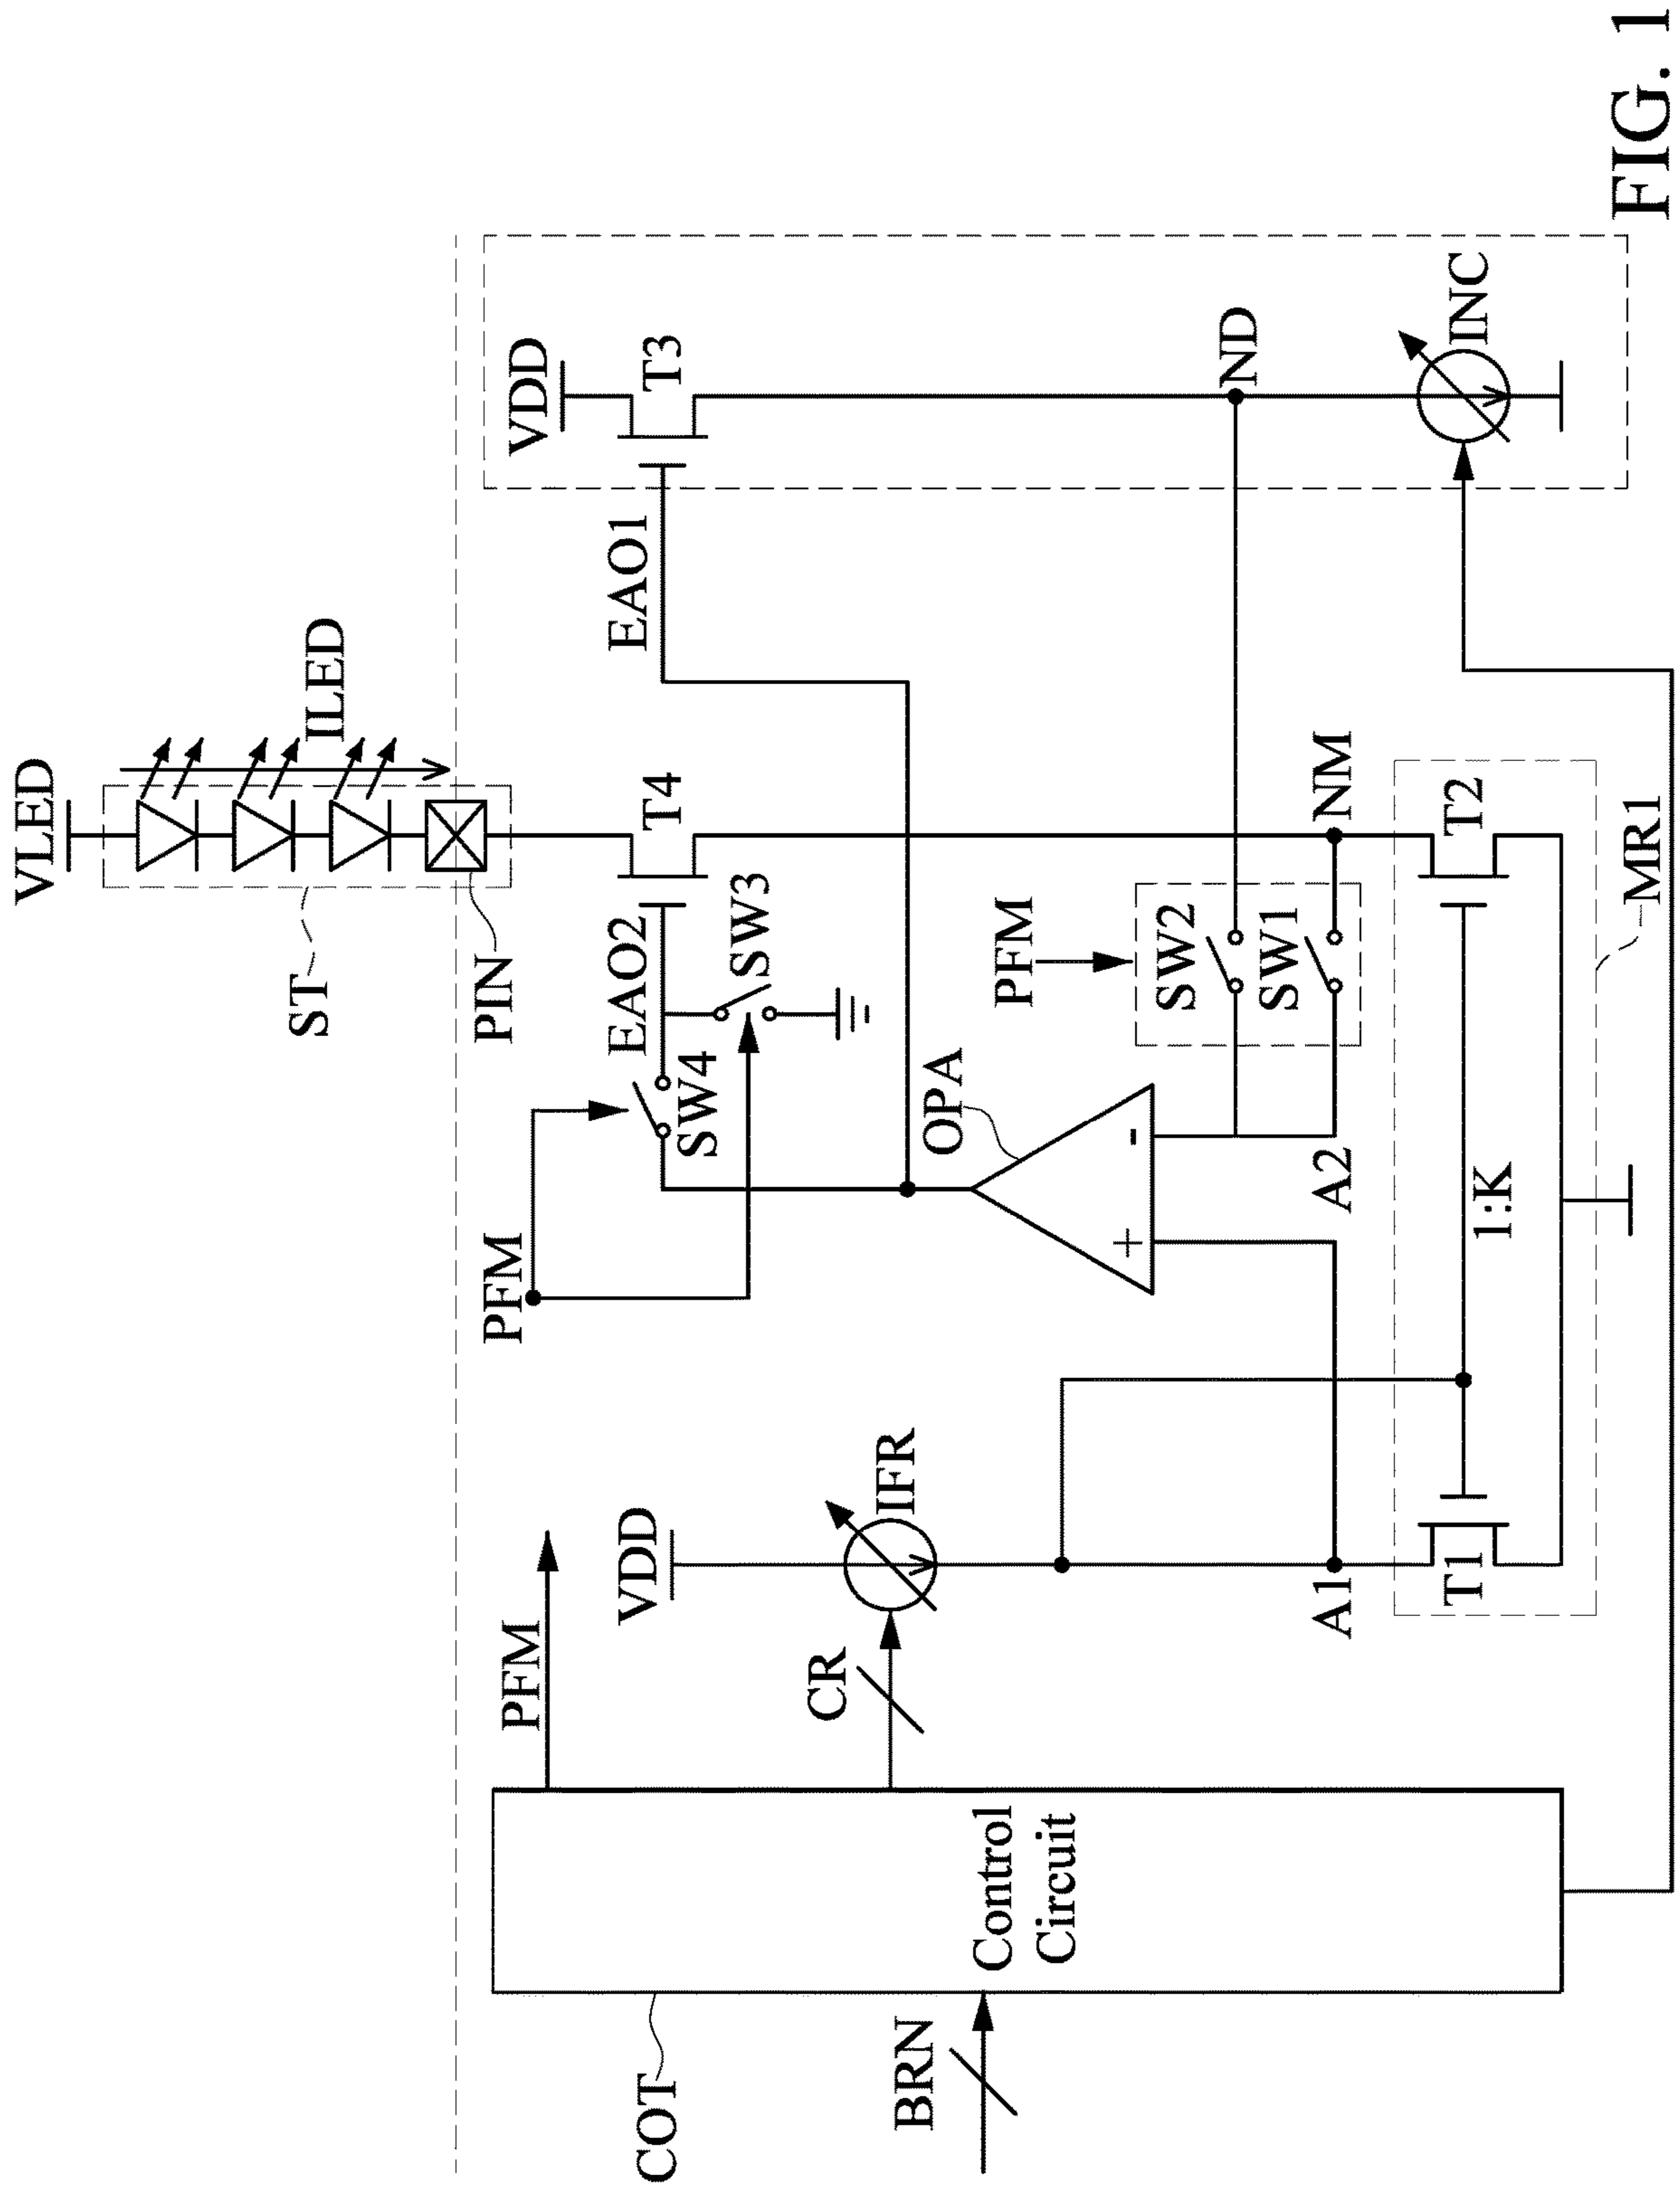 VLED
ILED
ST
PIN
PFM
VDD
T3
EAO1
T4
EAO2
SW3
SW4
PFM
PFM
VDD
CR
IFR
OPA
+
-
PFM
SW2
SW1
ND
NM
A1
A2
INC
T1
1:K
T2
MR1
COT
BRN
Control
Circuit
FIG. 1